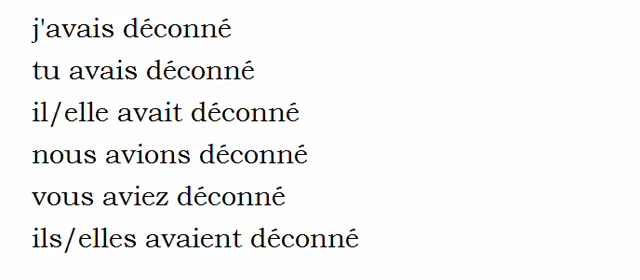 j'avais déconné
tu avais déconné
il/elle avait déconné
nous avions déconné
vous aviez déconné
ils/elles avaient déconné